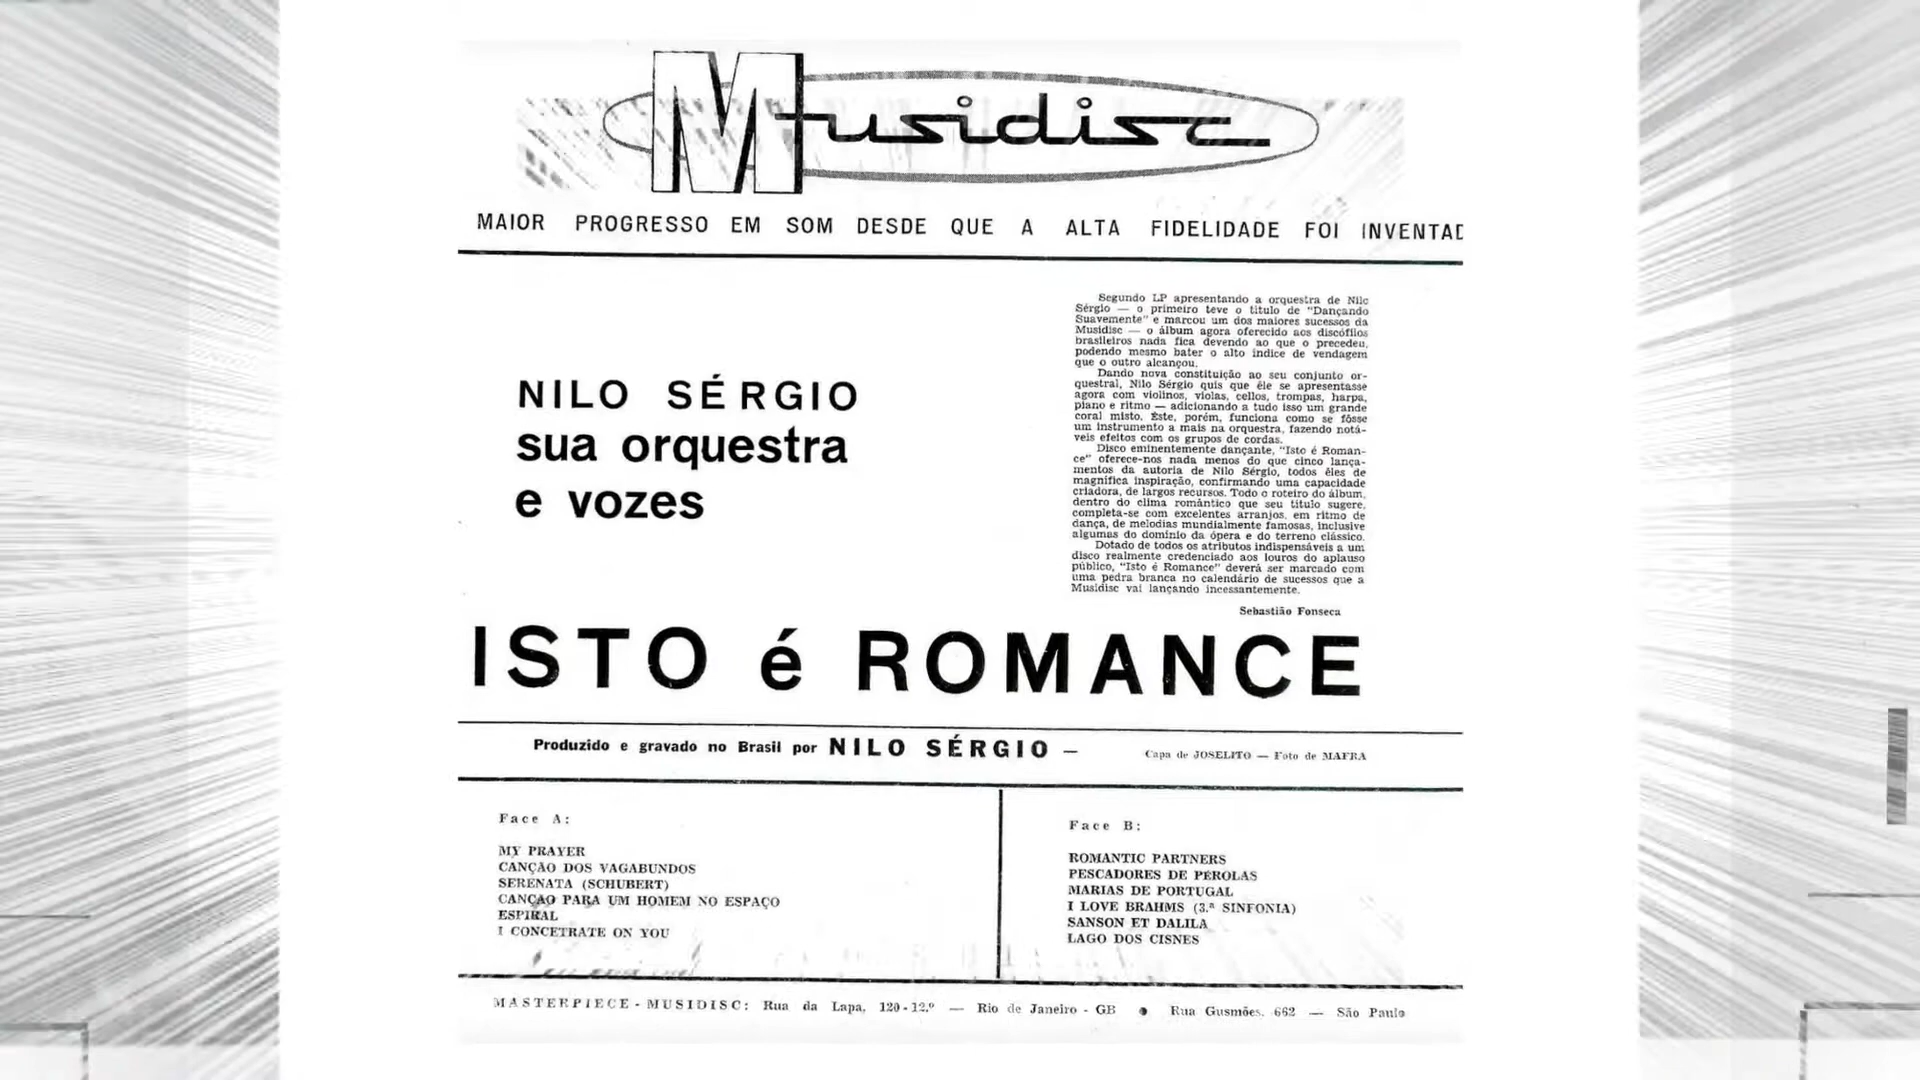 Musidisc
MAIOR PROGRESSO EM SOM DESDE QUE A ALTA FIDELIDADE FOI INVENTAD
Segundo LP apresentando a orquestra de Nilo
Sérgio — o primeiro teve o título de "Dançando
Suavemente" e marcou um dos maiores sucessos da
Musidisc — o álbum agora oferecido aos discófilos
brasileiros nada fica devendo ao que o precedeu,
podendo mesmo bater o alto índice de vendagem
que o outro alcançou.
Dando nova constituição ao seu conjunto or-
questral, Nilo Sérgio quis que êle se apresentasse
agora com violinos, violas, cellos, trompas, harpa,
piano e ritmo — adicionando a tudo isso um grande
coral misto. Êste, porém, funciona como se fôsse
um instrumento a mais na orquestra, fazendo notá-
veis efeitos com os grupos de cordas.
Disco eminentemente dançante, "Isto é Roman-
ce" oferece-nos nada menos do que cinco lança-
mentos da autoria de Nilo Sérgio, todos êles de
magnífica inspiração, confirmando uma capacidade
criadora, de largos recursos. Todo o roteiro do álbum,
dentro do clima romântico que seu título sugere,
completa-se com excelentes arranjos, em ritmo de
dança, de melodias mundialmente famosas, inclusive
algumas do domínio da ópera e do terreno clássico.
Dotado de todos os atributos indispensáveis a um
disco realmente credenciado aos louros do aplauso
público, "Isto é Romance" deverá ser marcado com
uma pedra branca no calendário de sucessos que a
Musidisc vai lançando incessantemente.
Sebastião Fonseca
NILO SÉRGIO
sua orquestra
e vozes
ISTO é ROMANCE
Produzido e gravado no Brasil por NILO SÉRGIO —
Capa de JOSELITO — Foto de MAFRA
Face A:
MY PRAYER
CANÇÃO DOS VAGABUNDOS
SERENATA (SCHUBERT)
CANÇÃO PARA UM HOMEM NO ESPAÇO
ESPIRAL
I CONCETRATE ON YOU
Face B:
ROMANTIC PARTNERS
PESCADORES DE PÉROLAS
MARIAS DE PORTUGAL
I LOVE BRAHMS (3.ª SINFONIA)
SANSON ET DALILA
LAGO DOS CISNES
MASTERPIECE - MUSIDISC: Rua da Lapa, 120-12.º — Rio de Janeiro - GB ● Rua Gusmões, 662 — São Paulo